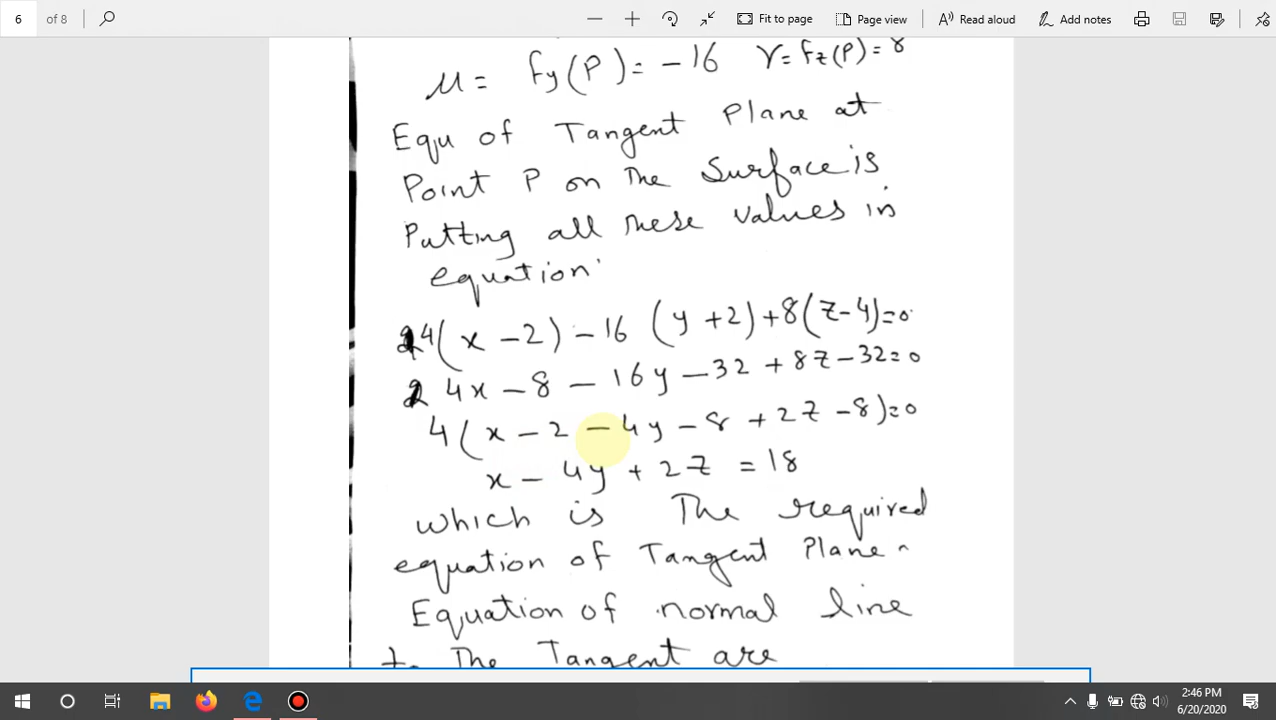 6 of 8 Fit to page Page view Read aloud Add notes
μ = fy(P) = -16 γ = fz(P) = 8
Equ of Tangent Plane at
Point P on The Surface is
Putting all These values in
equation
4(x - 2) - 16 (y + 2) + 8(z - 4) = 0
4x - 8 - 16y - 32 + 8z - 32 = 0
4(x - 2 - 4y - 8 + 2z - 8) = 0
x - 4y + 2z = 18
which is The required
equation of Tangent Plane -
Equation of normal line
to The Tangent are
2:46 PM
6/20/2020